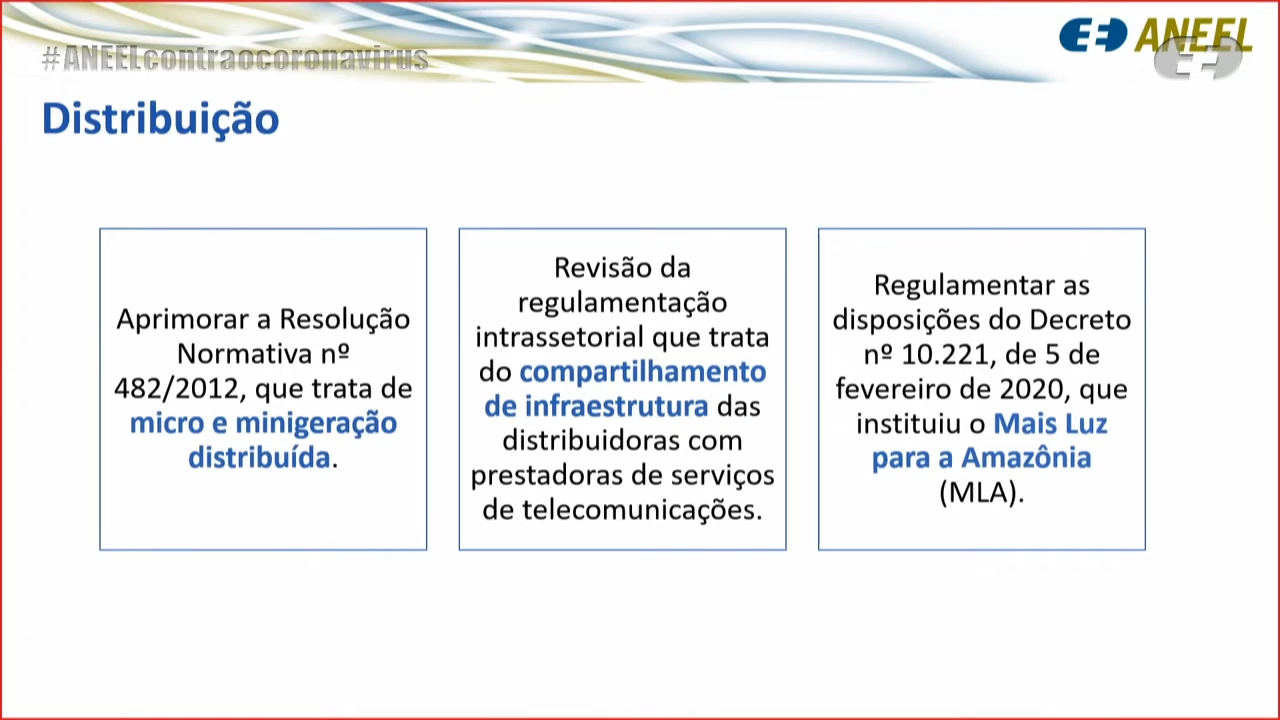 #ANEELcontraocoronavirus
ANEEL
Distribuição
Aprimorar a Resolução
Normativa nº
482/2012, que trata de
micro e minigeração
distribuída.
Revisão da
regulamentação
intrassetorial que trata
do compartilhamento
de infraestrutura das
distribuidoras com
prestadoras de serviços
de telecomunicações.
Regulamentar as
disposições do Decreto
nº 10.221, de 5 de
fevereiro de 2020, que
instituiu o Mais Luz
para a Amazônia
(MLA).